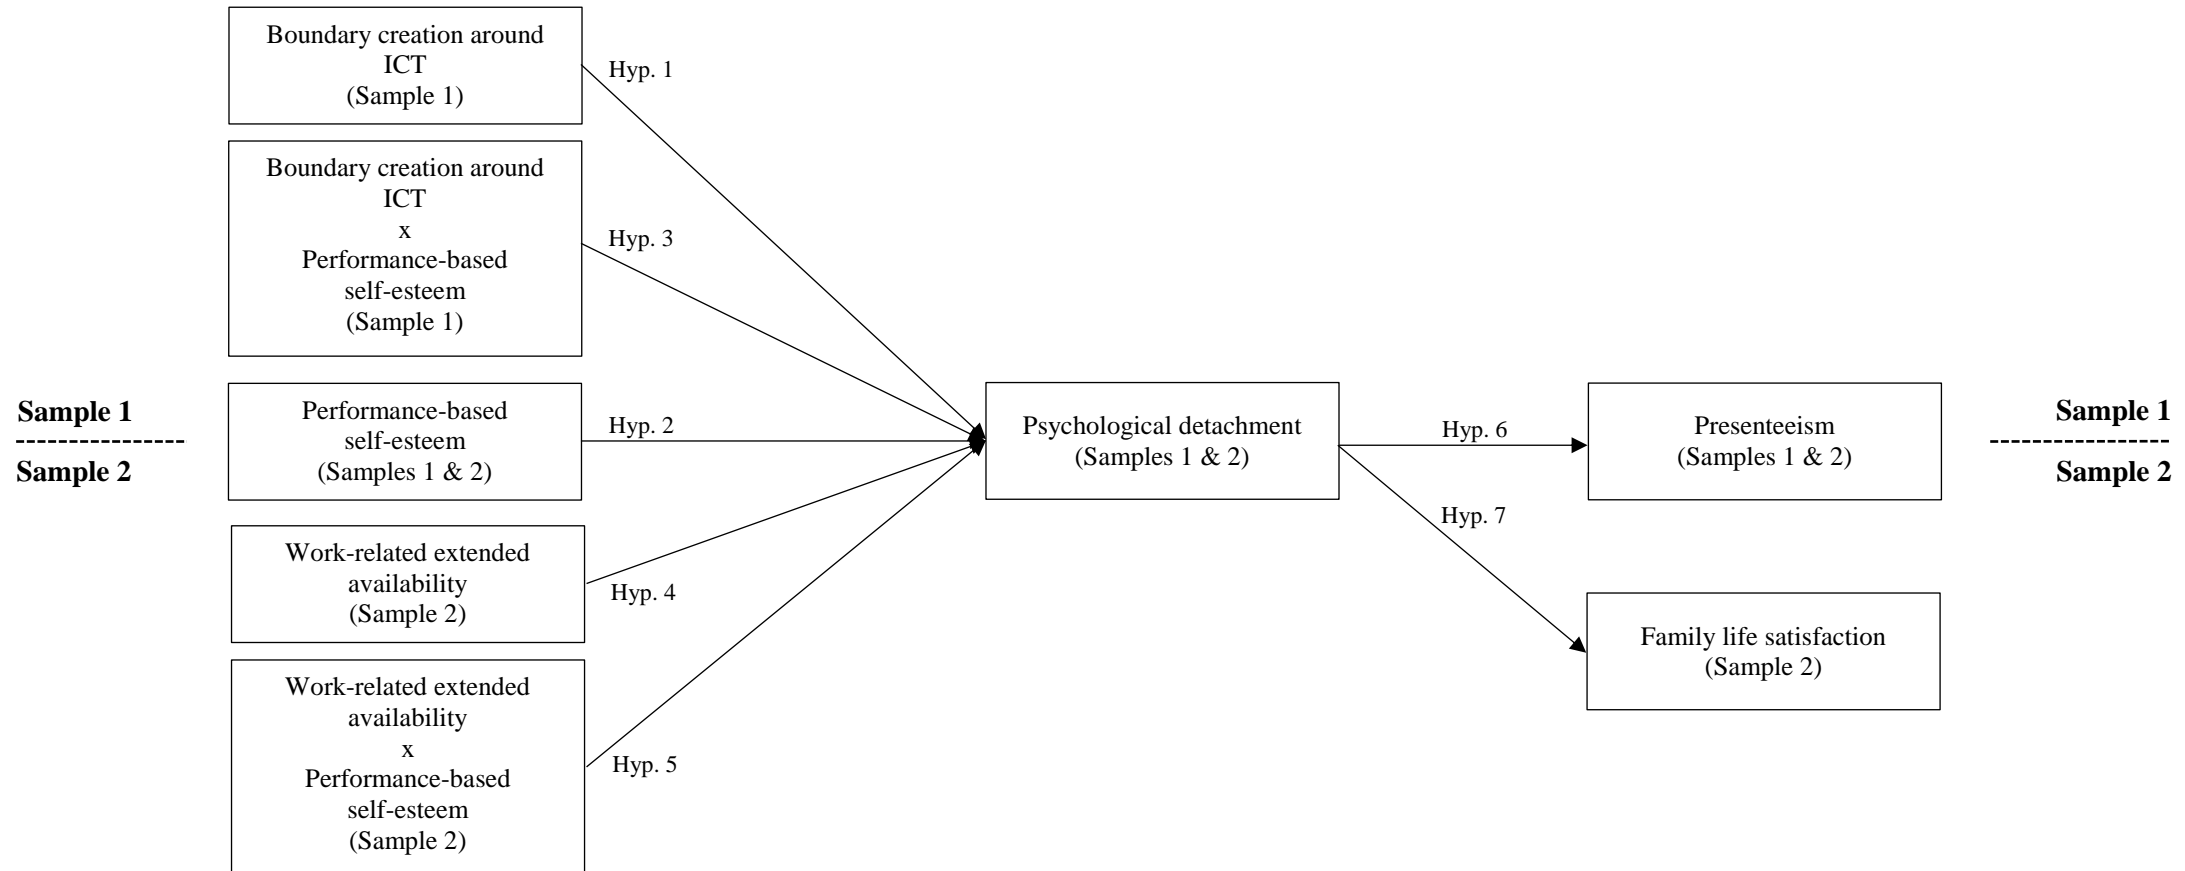 Boundary creation around
ICT
(Sample 1)
Hyp. 1
Boundary creation around
ICT
x
Performance-based
self-esteem
(Sample 1)
Hyp. 3
Sample 1
Sample 2
Performance-based
self-esteem
(Samples 1 & 2)
Hyp. 2
Work-related extended
availability
(Sample 2)
Hyp. 4
Work-related extended
availability
x
Performance-based
self-esteem
(Sample 2)
Hyp. 5
Psychological detachment
(Samples 1 & 2)
Hyp. 6
Hyp. 7
Presenteeism
(Samples 1 & 2)
Family life satisfaction
(Sample 2)
Sample 1
Sample 2